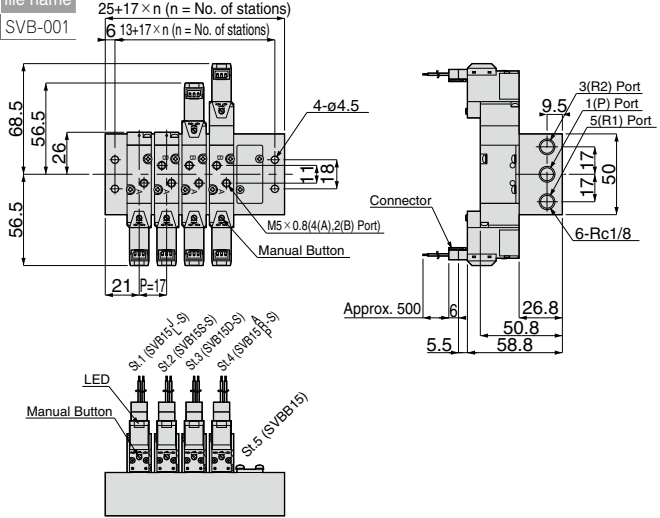 file name
SVB-001
25+17×n (n = No. of stations)
6
13+17×n (n = No. of stations)
68.5
56.5
26
56.5
4-ø4.5
11
18
B
B
B
A
A
A
M5×0.8(4(A),2(B) Port)
Manual Button
21
P=17
3(R2) Port
1(P) Port
5(R1) Port
9.5
17
17
50
6-Rc1/8
Connector
Approx. 500
6
26.8
50.8
5.5
58.8
St.1 (SVB15J/L-S)
St.2 (SVB15S-S)
St.3 (SVB15D-S)
St.4 (SVB15A/R/P-S)
St.5 (SVBB15)
LED
Manual Button